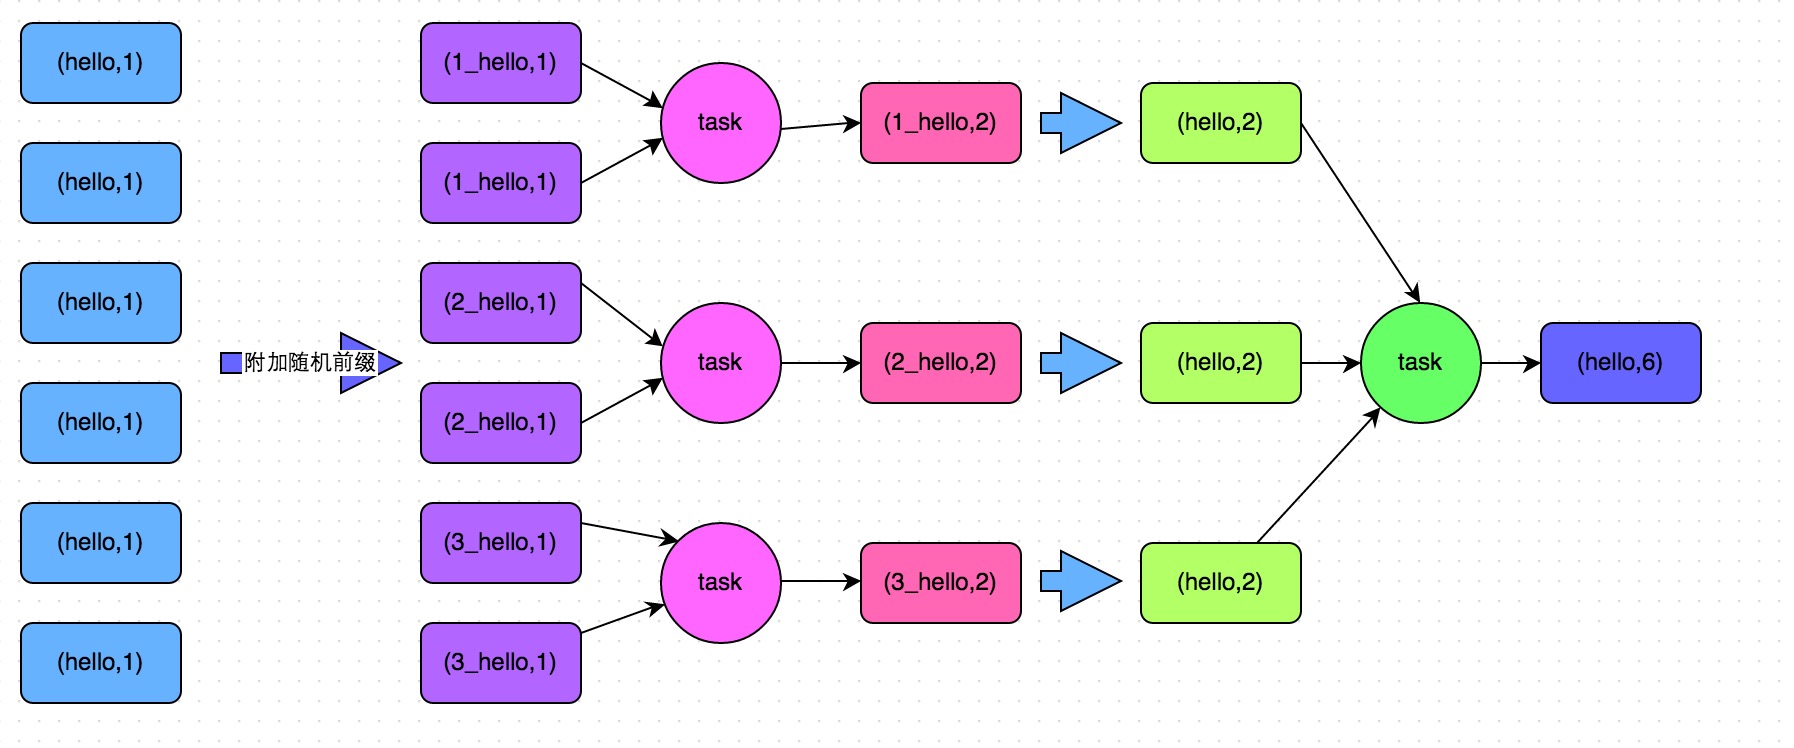 (hello,1)
(hello,1)
(hello,1)
(hello,1)
(hello,1)
(hello,1)
附加随机前缀
(1_hello,1)
(1_hello,1)
(2_hello,1)
(2_hello,1)
(3_hello,1)
(3_hello,1)
task
task
task
(1_hello,2)
(2_hello,2)
(3_hello,2)
(hello,2)
(hello,2)
(hello,2)
task
(hello,6)